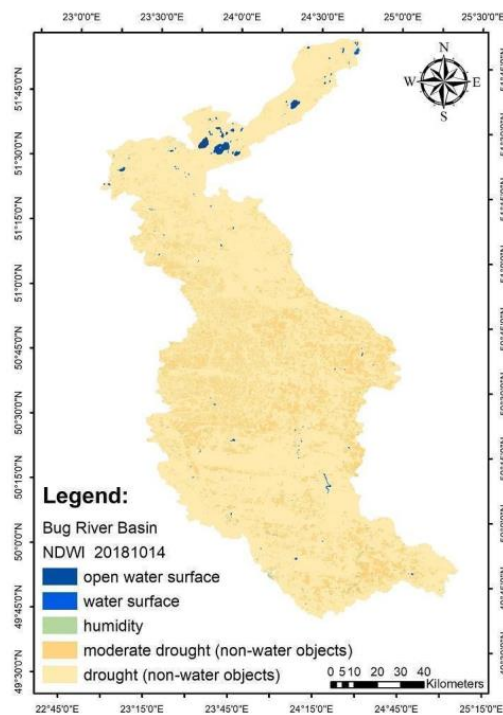 23°0'0"E 23°30'0"E 24°0'0"E 24°30'0"E 25°0'0"E 25°30'0"E
N
W E
S
51°45'0"N
51°30'0"N
51°15'0"N
51°0'0"N
50°45'0"N
50°30'0"N
50°15'0"N
50°0'0"N
49°45'0"N
49°30'0"N
Legend:
Bug River Basin
NDWI 20181014
open water surface
water surface
humidity
moderate drought (non-water objects)
drought (non-water objects)
0 5 10 20 30 40
Kilometers
22°45'0"E 23°15'0"E 23°45'0"E 24°15'0"E 24°45'0"E 25°15'0"E